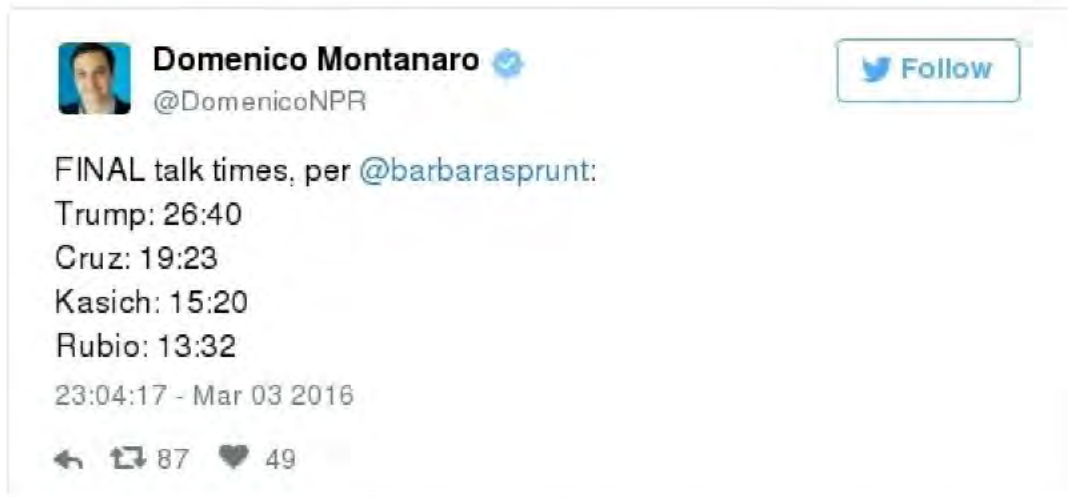 Domenico Montanaro
@DomenicoNPR
Follow
FINAL talk times, per @barbarasprunt:
Trump: 26:40
Cruz: 19:23
Kasich: 15:20
Rubio: 13:32
23:04:17 - Mar 03 2016
87 49